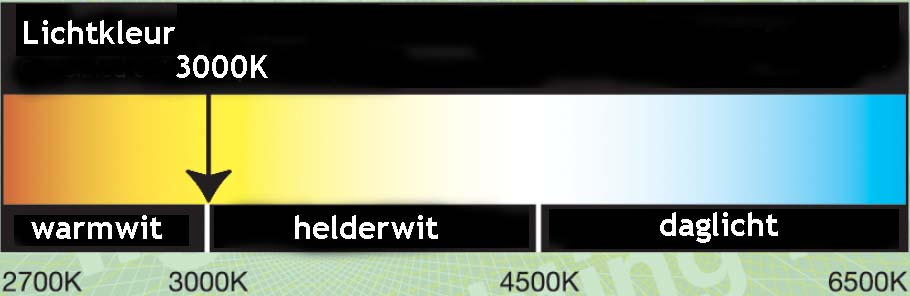 Lichtkleur
3000K
warmwit helderwit daglicht
2700K 3000K 4500K 6500K